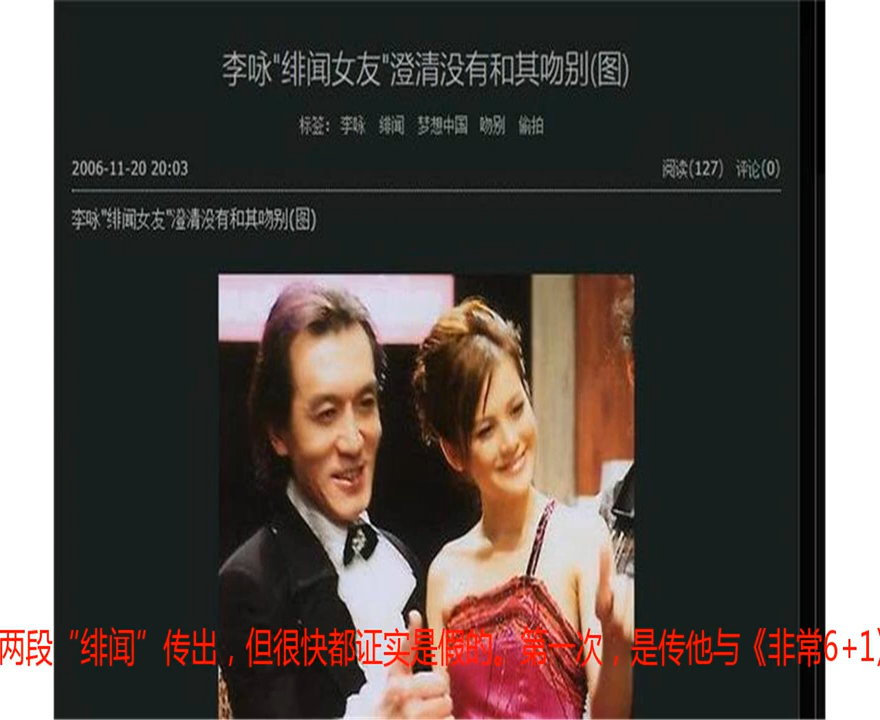 李咏"绯闻女友"澄清没有和其吻别(图)
标签: 李咏 绯闻 梦想中国 吻别 偷拍
2006-11-20 20:03 阅读(127) 评论(0)
李咏"绯闻女友"澄清没有和其吻别(图)
两段“绯闻”传出，但很快都证实是假的。第一次，是传他与《非常6+1》